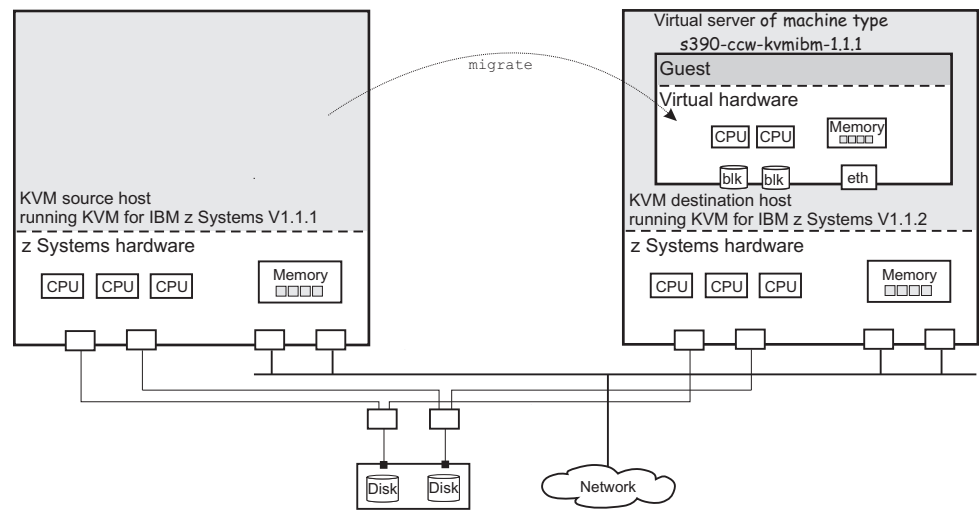 Virtual server of machine type
s390-ccw-kvmibm-1.1.1
migrate
Guest
Virtual hardware
CPU CPU
Memory
blk blk eth
KVM source host
running KVM for IBM z Systems V1.1.1
z Systems hardware
CPU CPU CPU
Memory
KVM destination host
running KVM for IBM z Systems V1.1.2
z Systems hardware
CPU CPU CPU
Memory
Disk Disk
Network